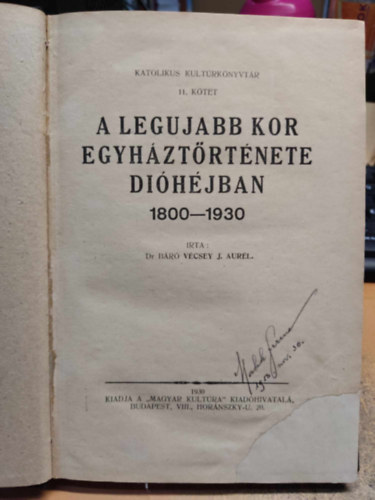 KATOLIKUS KULTURKÖNYVTÁR
11. KÖTET
A LEGUJABB KOR
EGYHÁZTÖRTÉNETE
DIÓHÉJBAN
1800—1930
IRTA:
Dr BÁRÓ VECSEY J. AUREL.
1930
KIADJA A „MAGYAR KULTURA" KIADÓHIVATALA,
BUDAPEST, VIII., HORÁNSZKY-U. 20.